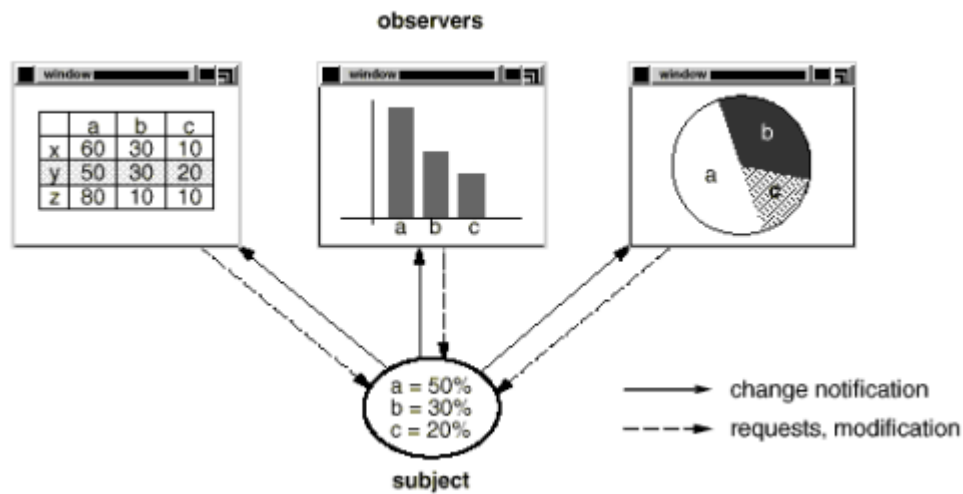 observers
window
window
window
a b c
x 60 30 10
y 50 30 20
z 80 10 10
a b c
b
a
c
a = 50%
b = 30%
c = 20%
change notification
requests, modification
subject